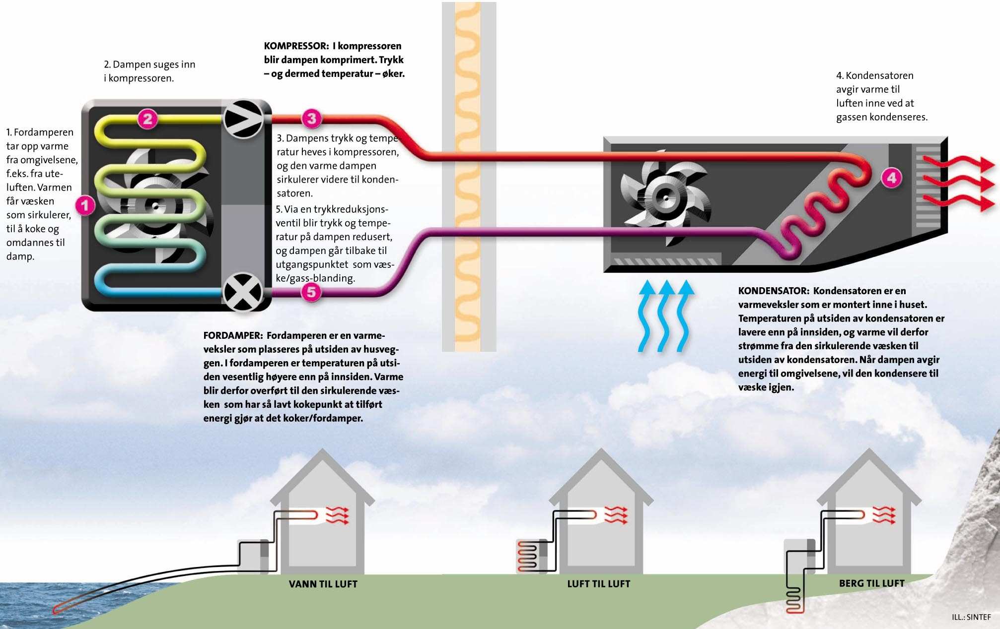 KOMPRESSOR: I kompressoren
blir dampen komprimert. Trykk
– og dermed temperatur – øker.
2. Dampen suges inn
i kompressoren.
4. Kondensatoren
avgir varme til
luften inne ved at
gassen kondenseres.
2
3
1. Fordamperen
tar opp varme
fra omgivelsene,
f.eks. fra ute-
luften. Varmen
får væsken
som sirkulerer,
til å koke og
omdannes til
damp.
1
3. Dampens trykk og tempe-
ratur heves i kompressoren,
og den varme dampen
sirkulerer videre til konden-
satoren.
4
5. Via en trykkreduksjons-
ventil blir trykk og tempe-
ratur på dampen redusert,
og dampen går tilbake til
utgangspunktet som væs-
ke/gass-blanding.
5
FORDAMPER: Fordamperen er en varme-
veksler som plasseres på utsiden av husveg-
gen. I fordamperen er temperaturen på utsi-
den vesentlig høyere enn på innsiden. Varme
blir derfor overført til den sirkulerende væs-
ken som har så lavt kokepunkt at tilført
energi gjør at det koker/fordamper.
KONDENSATOR: Kondensatoren er en
varmeveksler som er montert inne i huset.
Temperaturen på utsiden av kondensatoren er
lavere enn på innsiden, og varme vil derfor
strømme fra den sirkulerende væsken til
utsiden av kondensatoren. Når dampen avgir
energi til omgivelsene, vil den kondensere til
væske igjen.
VANN TIL LUFT
LUFT TIL LUFT
BERG TIL LUFT
ILL.: SINTEF